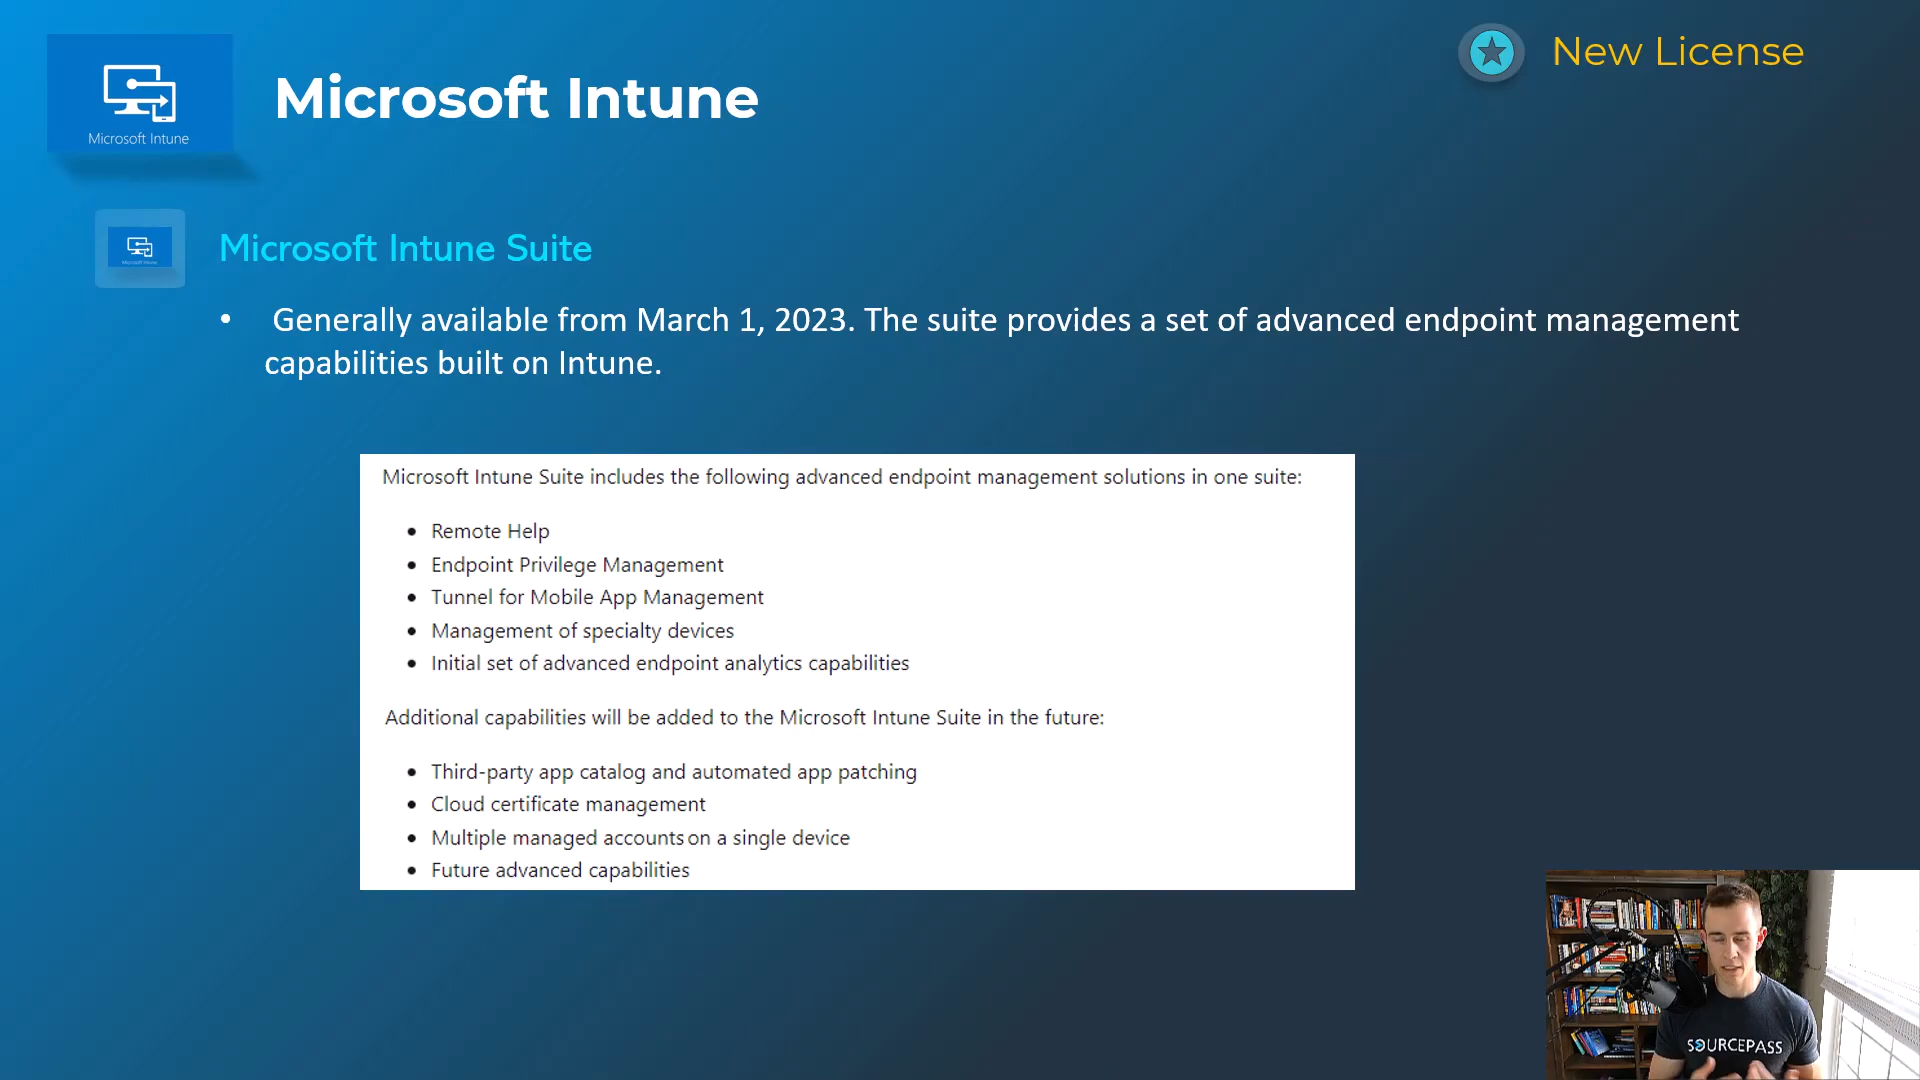 New License
Microsoft Intune
Microsoft Intune
Microsoft Intune Suite
• Generally available from March 1, 2023. The suite provides a set of advanced endpoint management
capabilities built on Intune.
Microsoft Intune Suite includes the following advanced endpoint management solutions in one suite:
• Remote Help
• Endpoint Privilege Management
• Tunnel for Mobile App Management
• Management of specialty devices
• Initial set of advanced endpoint analytics capabilities
Additional capabilities will be added to the Microsoft Intune Suite in the future:
• Third-party app catalog and automated app patching
• Cloud certificate management
• Multiple managed accounts on a single device
• Future advanced capabilities
SOURCEPASS